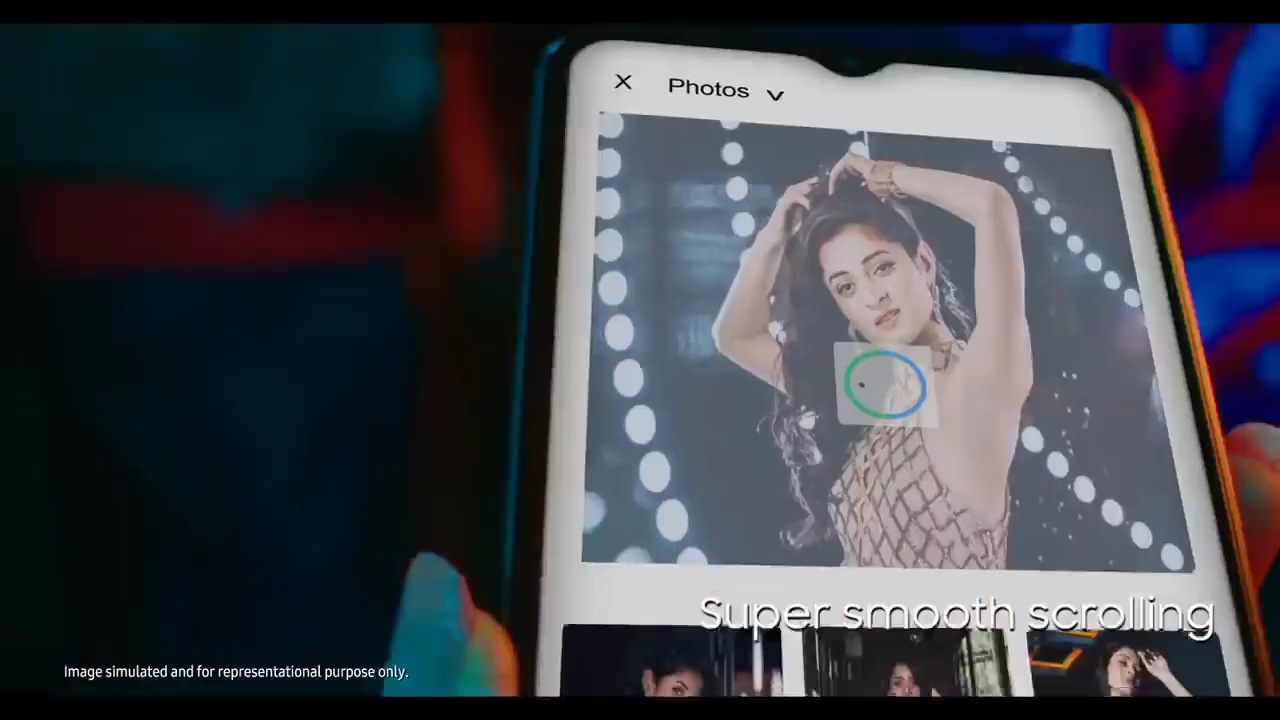 Photos
Super smooth scrolling
Image simulated and for representational purpose only.